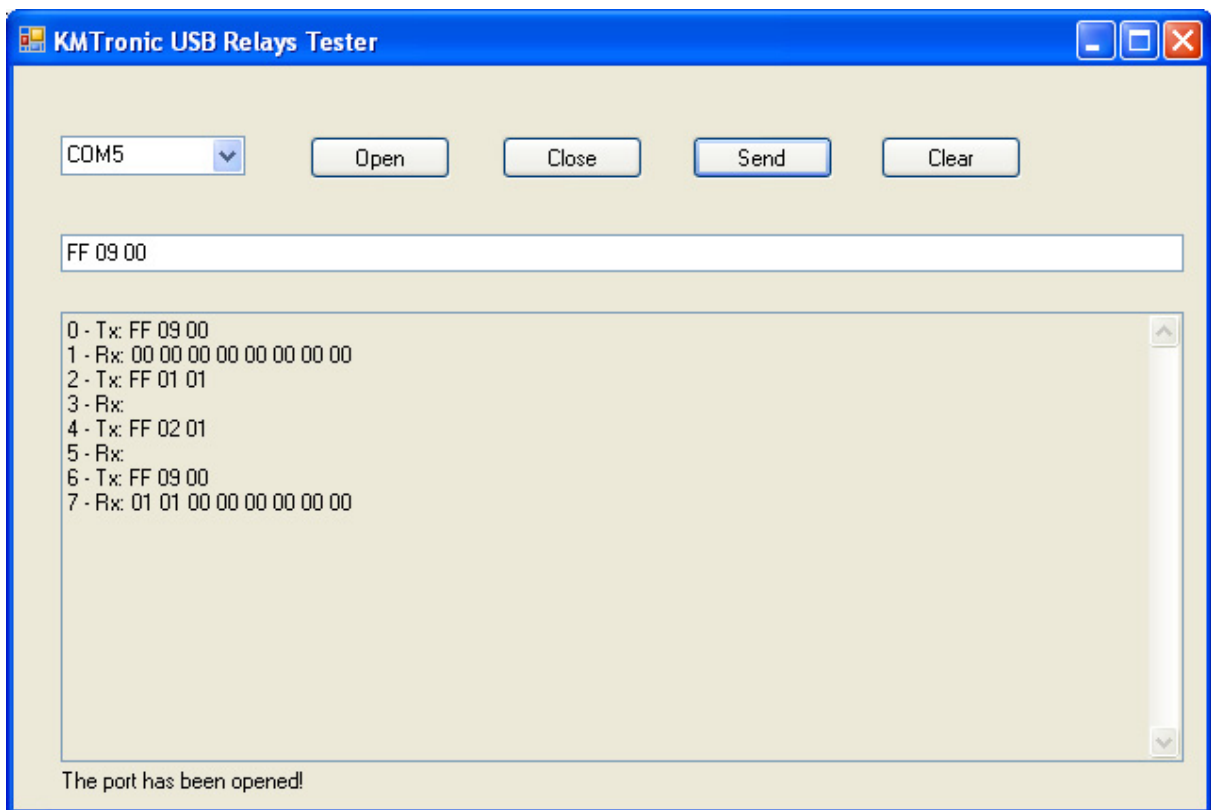 KMTronic USB Relays Tester
COM5 Open Close Send Clear
FF 09 00
0 - Tx: FF 09 00
1 - Rx: 00 00 00 00 00 00 00 00
2 - Tx: FF 01 01
3 - Rx:
4 - Tx: FF 02 01
5 - Rx:
6 - Tx: FF 09 00
7 - Rx: 01 01 00 00 00 00 00 00
The port has been opened!